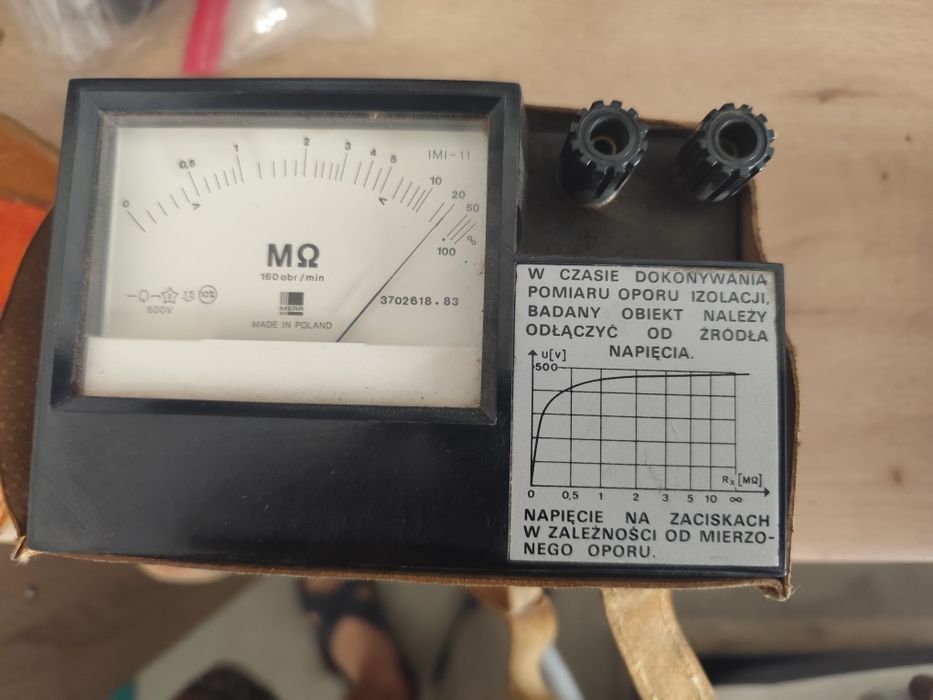 0 0,5 1 2 3 4 5 10 20 50 100 ∞
IMI-11
MΩ
160 obr/min
1,5 10%
500V
MERA
3702618.83
MADE IN POLAND
W CZASIE DOKONYWANIA
POMIARU OPORU IZOLACJI,
BADANY OBIEKT NALEŻY
ODŁĄCZYĆ OD ŹRÓDŁA
NAPIĘCIA.
U[V]
500
Rx[MΩ]
0 0,5 1 2 3 5 10 ∞
NAPIĘCIE NA ZACISKACH
W ZALEŻNOŚCI OD MIERZO-
NEGO OPORU.